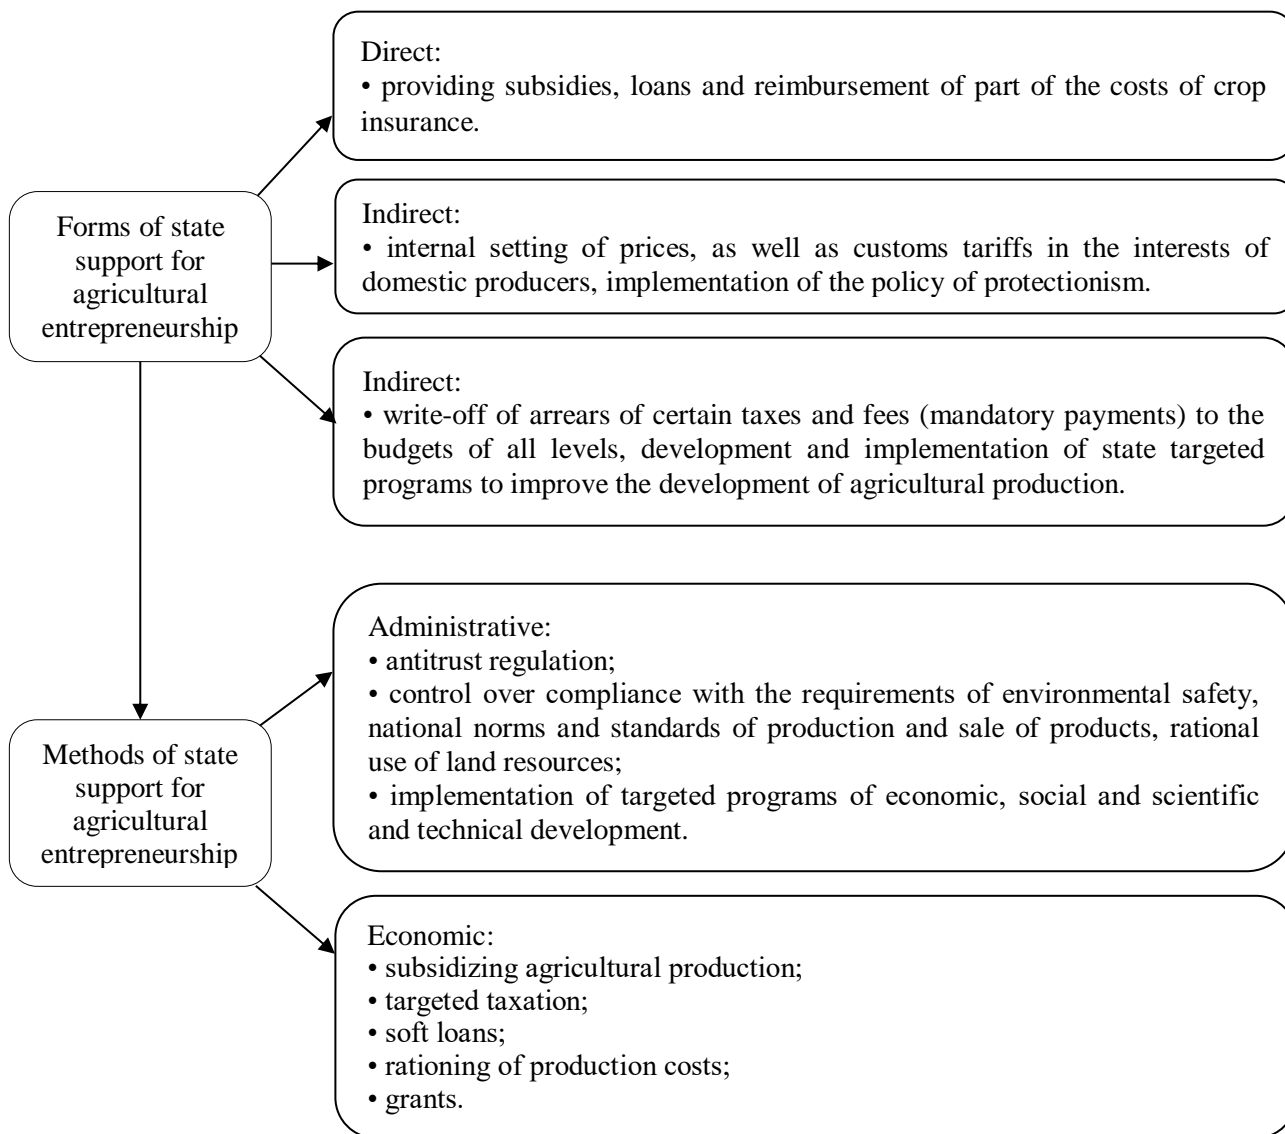 Direct:
• providing subsidies, loans and reimbursement of part of the costs of crop
insurance.
Forms of state
support for
agricultural
entrepreneurship
Indirect:
• internal setting of prices, as well as customs tariffs in the interests of
domestic producers, implementation of the policy of protectionism.
Indirect:
• write-off of arrears of certain taxes and fees (mandatory payments) to the
budgets of all levels, development and implementation of state targeted
programs to improve the development of agricultural production.
Methods of state
support for
agricultural
entrepreneurship
Administrative:
• antitrust regulation;
• control over compliance with the requirements of environmental safety,
national norms and standards of production and sale of products, rational
use of land resources;
• implementation of targeted programs of economic, social and scientific
and technical development.
Economic:
• subsidizing agricultural production;
• targeted taxation;
• soft loans;
• rationing of production costs;
• grants.